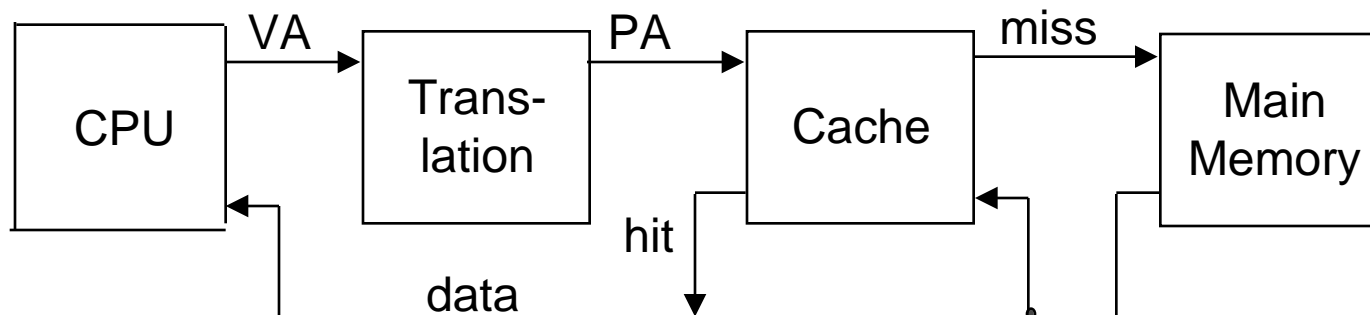 VA
PA
miss
CPU
Trans-
lation
Cache
Main
Memory
hit
data